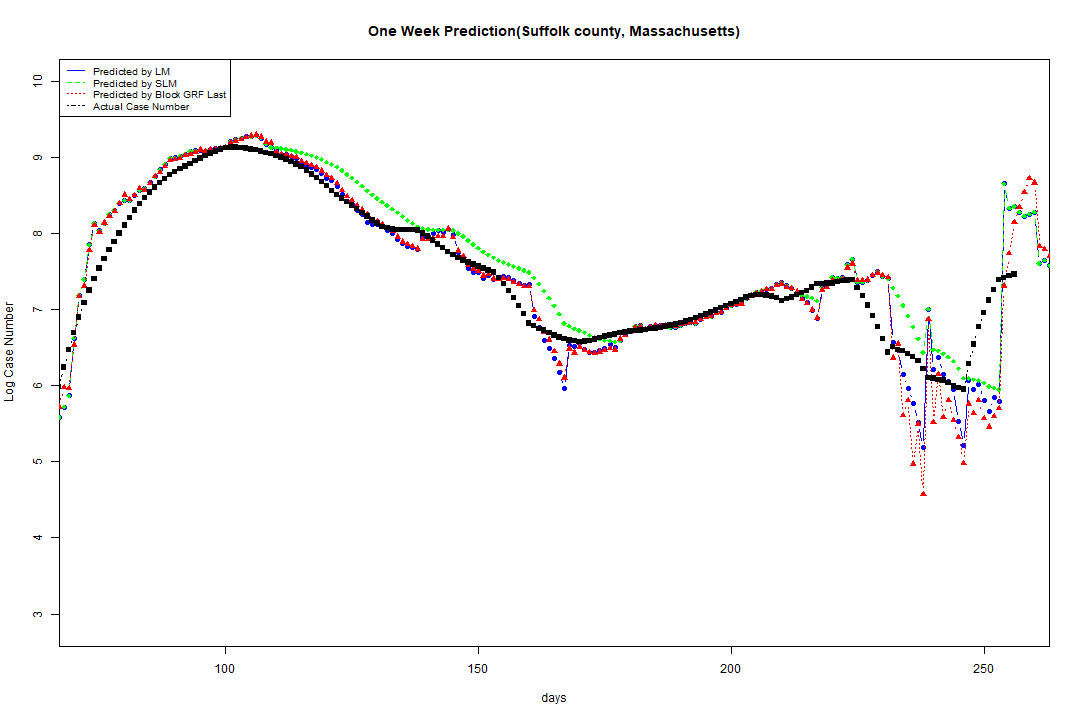 One Week Prediction(Suffolk county, Massachusetts)
Predicted by LM
Predicted by SLM
Predicted by Block GRF Last
Actual Case Number
10
9
8
7
6
5
4
3
Log Case Number
100
150
200
250
days